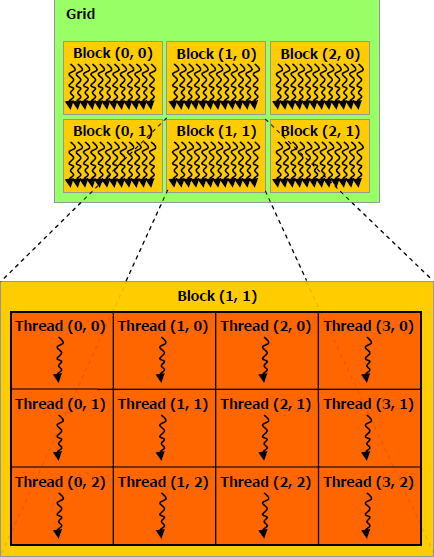 Grid
Block (0, 0) Block (1, 0) Block (2, 0)
Block (0, 1) Block (1, 1) Block (2, 1)
Block (1, 1)
Thread (0, 0) Thread (1, 0) Thread (2, 0) Thread (3, 0)
Thread (0, 1) Thread (1, 1) Thread (2, 1) Thread (3, 1)
Thread (0, 2) Thread (1, 2) Thread (2, 2) Thread (3, 2)